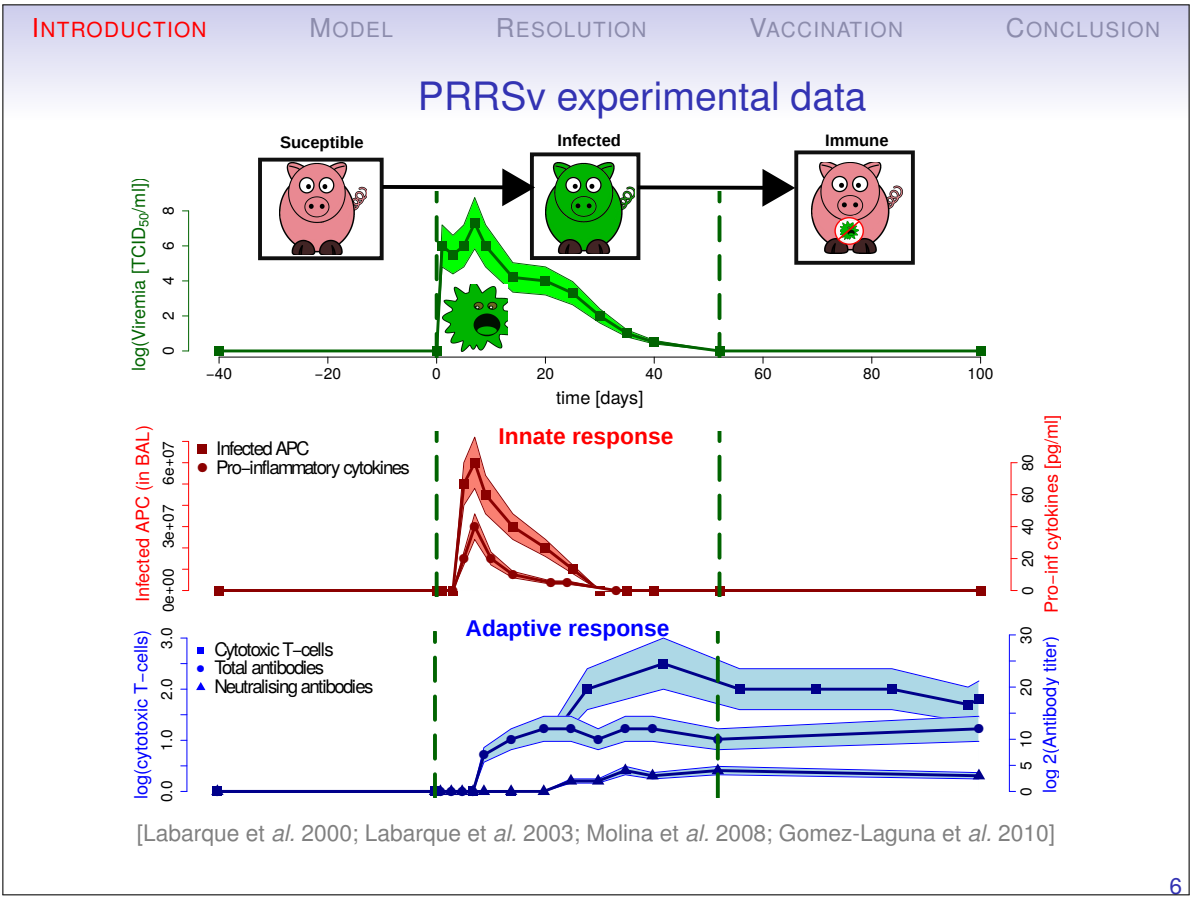 INTRODUCTION MODEL RESOLUTION VACCINATION CONCLUSION
PRRSv experimental data
Suceptible Infected Immune
log(Viremia [TCID50/ml])
0 2 4 6 8
−40 −20 0 20 40 60 80 100
time [days]
Innate response
Infected APC
Pro−inflammatory cytokines
Infected APC (in BAL)
0e+00 3e+07 6e+07
0 20 40 60 80
Pro−inf cytokines [pg/ml]
Adaptive response
Cytotoxic T−cells
Total antibodies
Neutralising antibodies
log(cytotoxic T−cells)
0.0 1.0 2.0 3.0
0 5 10 20 30
log 2(Antibody titer)
[Labarque et al. 2000; Labarque et al. 2003; Molina et al. 2008; Gomez-Laguna et al. 2010]
6